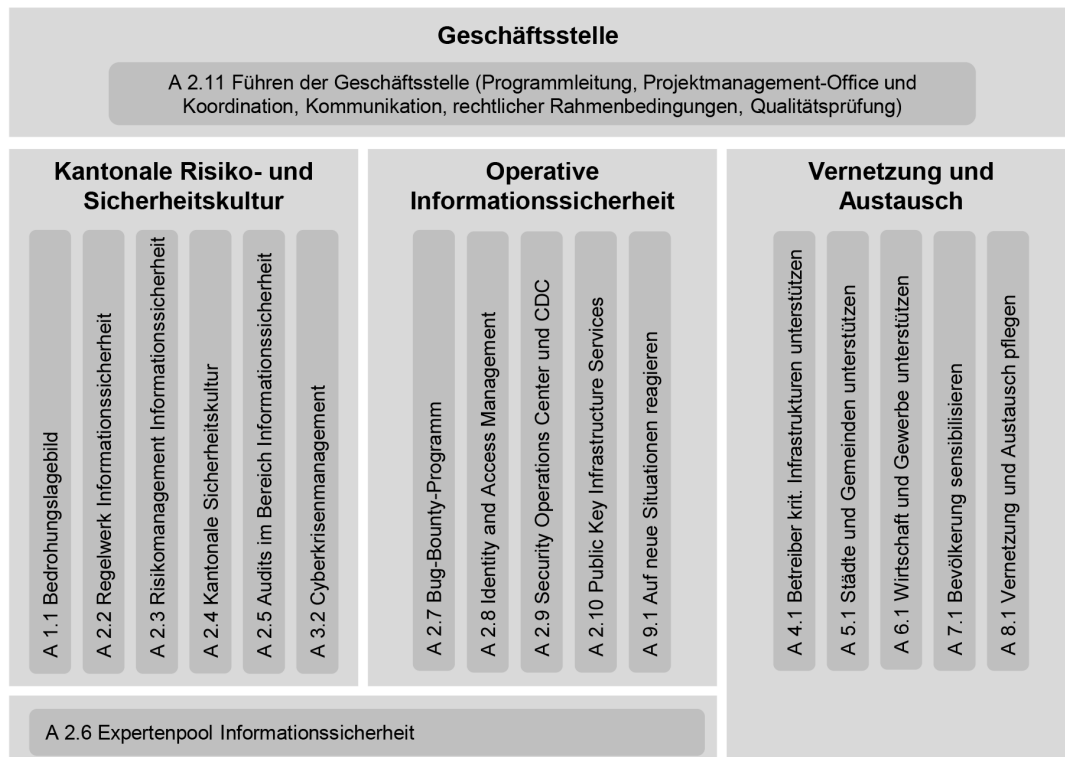 Geschäftsstelle
A 2.11 Führen der Geschäftsstelle (Programmleitung, Projektmanagement-Office und
Koordination, Kommunikation, rechtlicher Rahmenbedingungen, Qualitätsprüfung)
Kantonale Risiko- und
Sicherheitskultur
A 1.1 Bedrohungslagebild
A 2.2 Regelwerk Informationssicherheit
A 2.3 Risikomanagement Informationssicherheit
A 2.4 Kantonale Sicherheitskultur
A 2.5 Audits im Bereich Informationssicherheit
A 3.2 Cyberkrisenmanagement
Operative
Informationssicherheit
A 2.7 Bug-Bounty-Programm
A 2.8 Identity and Access Management
A 2.9 Security Operations Center und CDC
A 2.10 Public Key Infrastructure Services
A 9.1 Auf neue Situationen reagieren
Vernetzung und
Austausch
A 4.1 Betreiber krit. Infrastrukturen unterstützen
A 5.1 Städte und Gemeinden unterstützen
A 6.1 Wirtschaft und Gewerbe unterstützen
A 7.1 Bevölkerung sensibilisieren
A 8.1 Vernetzung und Austausch pflegen
A 2.6 Expertenpool Informationssicherheit